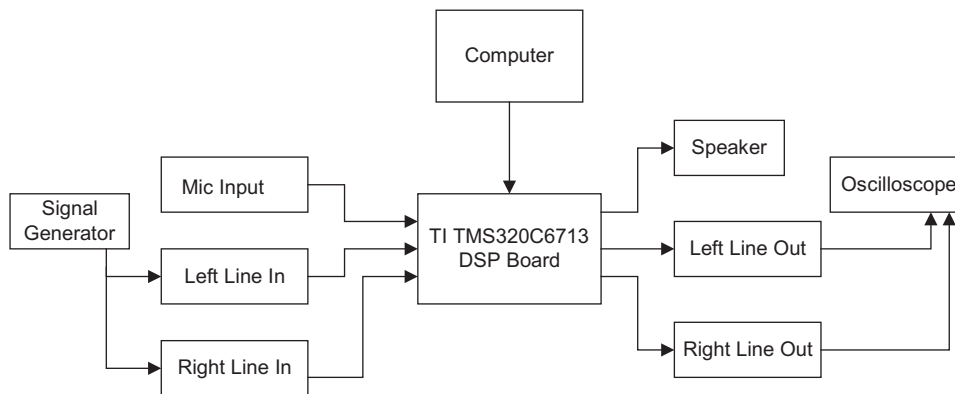 Computer
Speaker
Mic Input
Oscilloscope
Signal
Generator
TI TMS320C6713
DSP Board
Left Line In
Left Line Out
Right Line In
Right Line Out